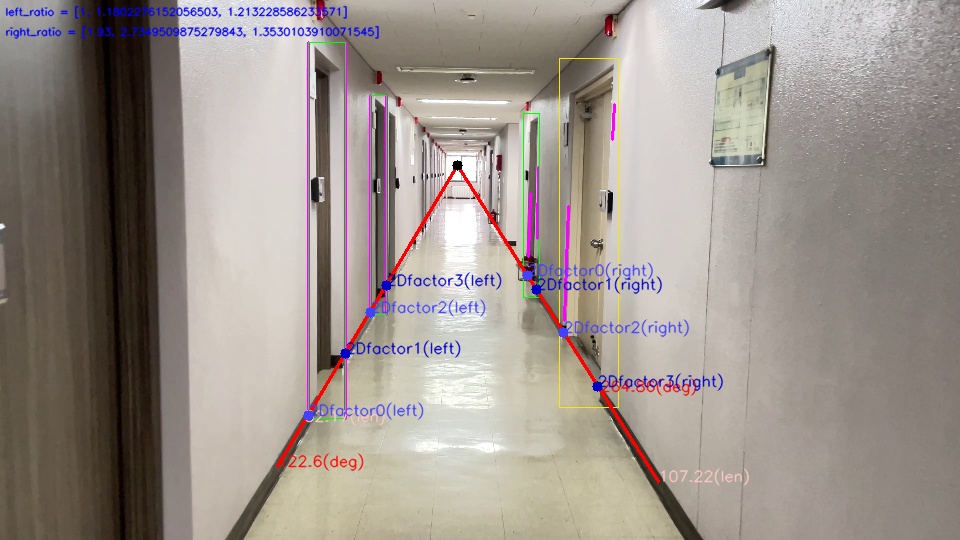 left_ratio = [1, 1.1802276152056503, 1.213228586233571]
right_ratio = [1.93, 2.7349509875279843, 1.3530103910071545]
2Dfactor0(right)
2Dfactor3(left)
2Dfactor1(right)
2Dfactor2(left)
2Dfactor2(right)
2Dfactor1(left)
2Dfactor3(right)
2Dfactor0(left)
22.6(deg)
107.22(len)